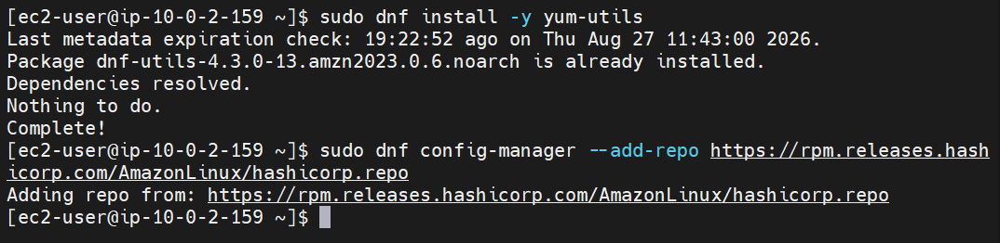 [ec2-user@ip-10-0-2-159 ~]$ sudo dnf install -y yum-utils
Last metadata expiration check: 19:22:52 ago on Thu Aug 27 11:43:00 2026.
Package dnf-utils-4.3.0-13.amzn2023.0.6.noarch is already installed.
Dependencies resolved.
Nothing to do.
Complete!
[ec2-user@ip-10-0-2-159 ~]$ sudo dnf config-manager --add-repo https://rpm.releases.hash
icorp.com/AmazonLinux/hashicorp.repo
Adding repo from: https://rpm.releases.hashicorp.com/AmazonLinux/hashicorp.repo
[ec2-user@ip-10-0-2-159 ~]$